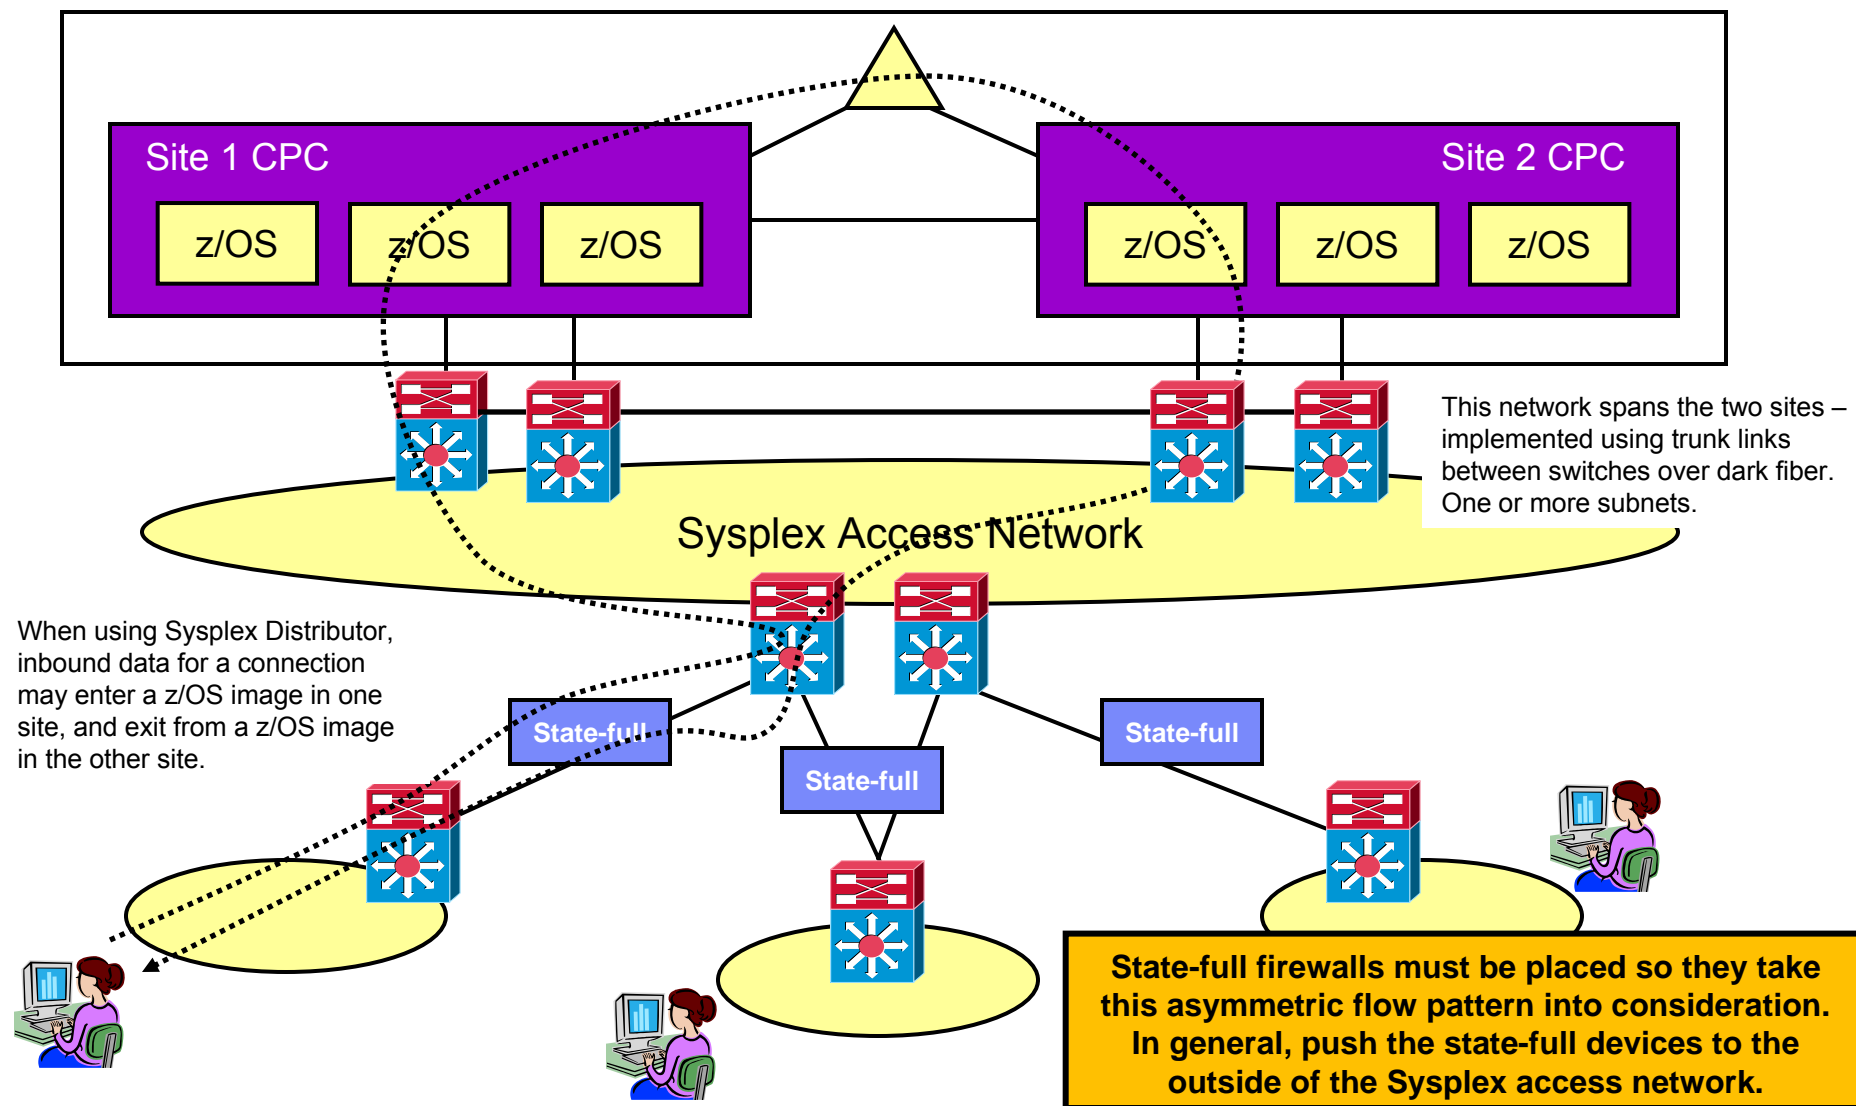 Site 1 CPC
Site 2 CPC
z/OS
z/OS
z/OS
z/OS
z/OS
z/OS
This network spans the two sites –
implemented using trunk links
between switches over dark fiber.
One or more subnets.
Sysplex Access Network
When using Sysplex Distributor,
inbound data for a connection
may enter a z/OS image in one
site, and exit from a z/OS image
in the other site.
State-full
State-full
State-full
State-full firewalls must be placed so they take
this asymmetric flow pattern into consideration.
In general, push the state-full devices to the
outside of the Sysplex access network.